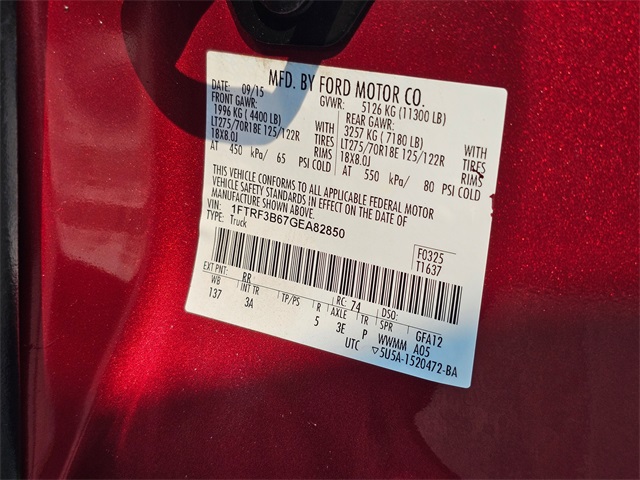 MFD. BY FORD MOTOR CO.
DATE: 09/15 GVWR: 5126 KG (11300 LB)
FRONT GAWR: REAR GAWR:
1996 KG (4400 LB) WITH 3257 KG (7180 LB) WITH
LT275/70R18E 125/122R TIRES LT275/70R18E 125/122R TIRES
18X8.0J RIMS 18X8.0J RIMS
AT 450 kPa/ 65 PSI COLD AT 550 kPa/ 80 PSI COLD
THIS VEHICLE CONFORMS TO ALL APPLICABLE FEDERAL MOTOR
VEHICLE SAFETY STANDARDS IN EFFECT ON THE DATE OF
MANUFACTURE SHOWN ABOVE.
VIN: 1FTRF3B67GEA82850
TYPE: Truck
F0325
T1637
EXT PNT: RR RC: 74 DSO:
WB INT TR TP/PS R AXLE TR SPR GFA12
137 3A 5 3E P WWMM A05
UTC ▽5U5A-1520472-BA